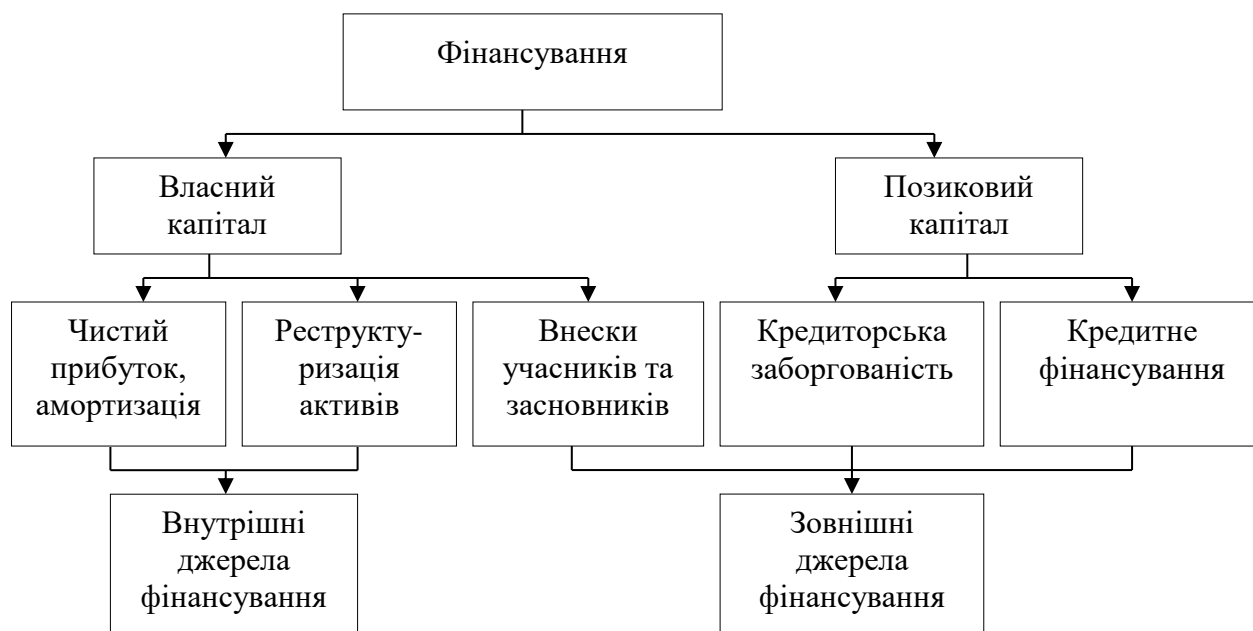 Фінансування
Власний
капітал
Позиковий
капітал
Чистий
прибуток,
амортизація
Реструкту-
ризація
активів
Внески
учасників та
засновників
Кредиторська
заборгованість
Кредитне
фінансування
Внутрішні
джерела
фінансування
Зовнішні
джерела
фінансування